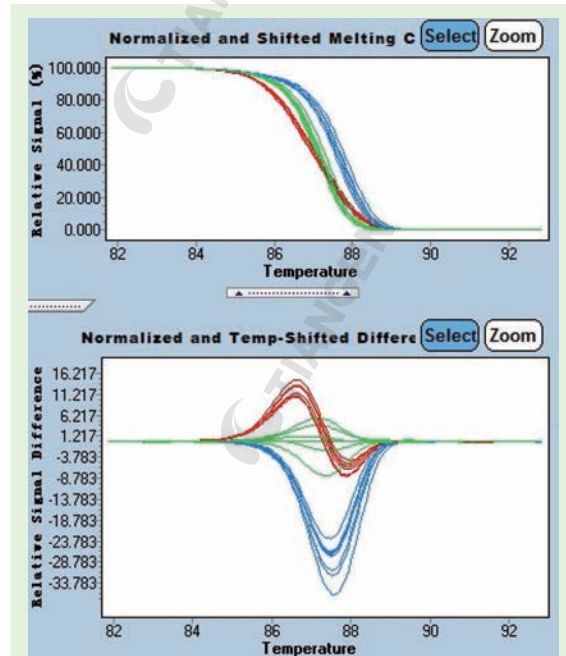 Normalized and Shifted Melting C
Select
Zoom
Relative Signal (%)
100.000
80.000
60.000
40.000
20.000
0.000
82
84
86
88
90
92
Temperature
Normalized and Temp-Shifted Differe
Select
Zoom
Relative Signal Difference
16.217
11.217
6.217
1.217
-3.783
-8.783
-13.783
-18.783
-23.783
-28.783
-33.783
82
84
86
88
90
92
Temperature
TIANGEN